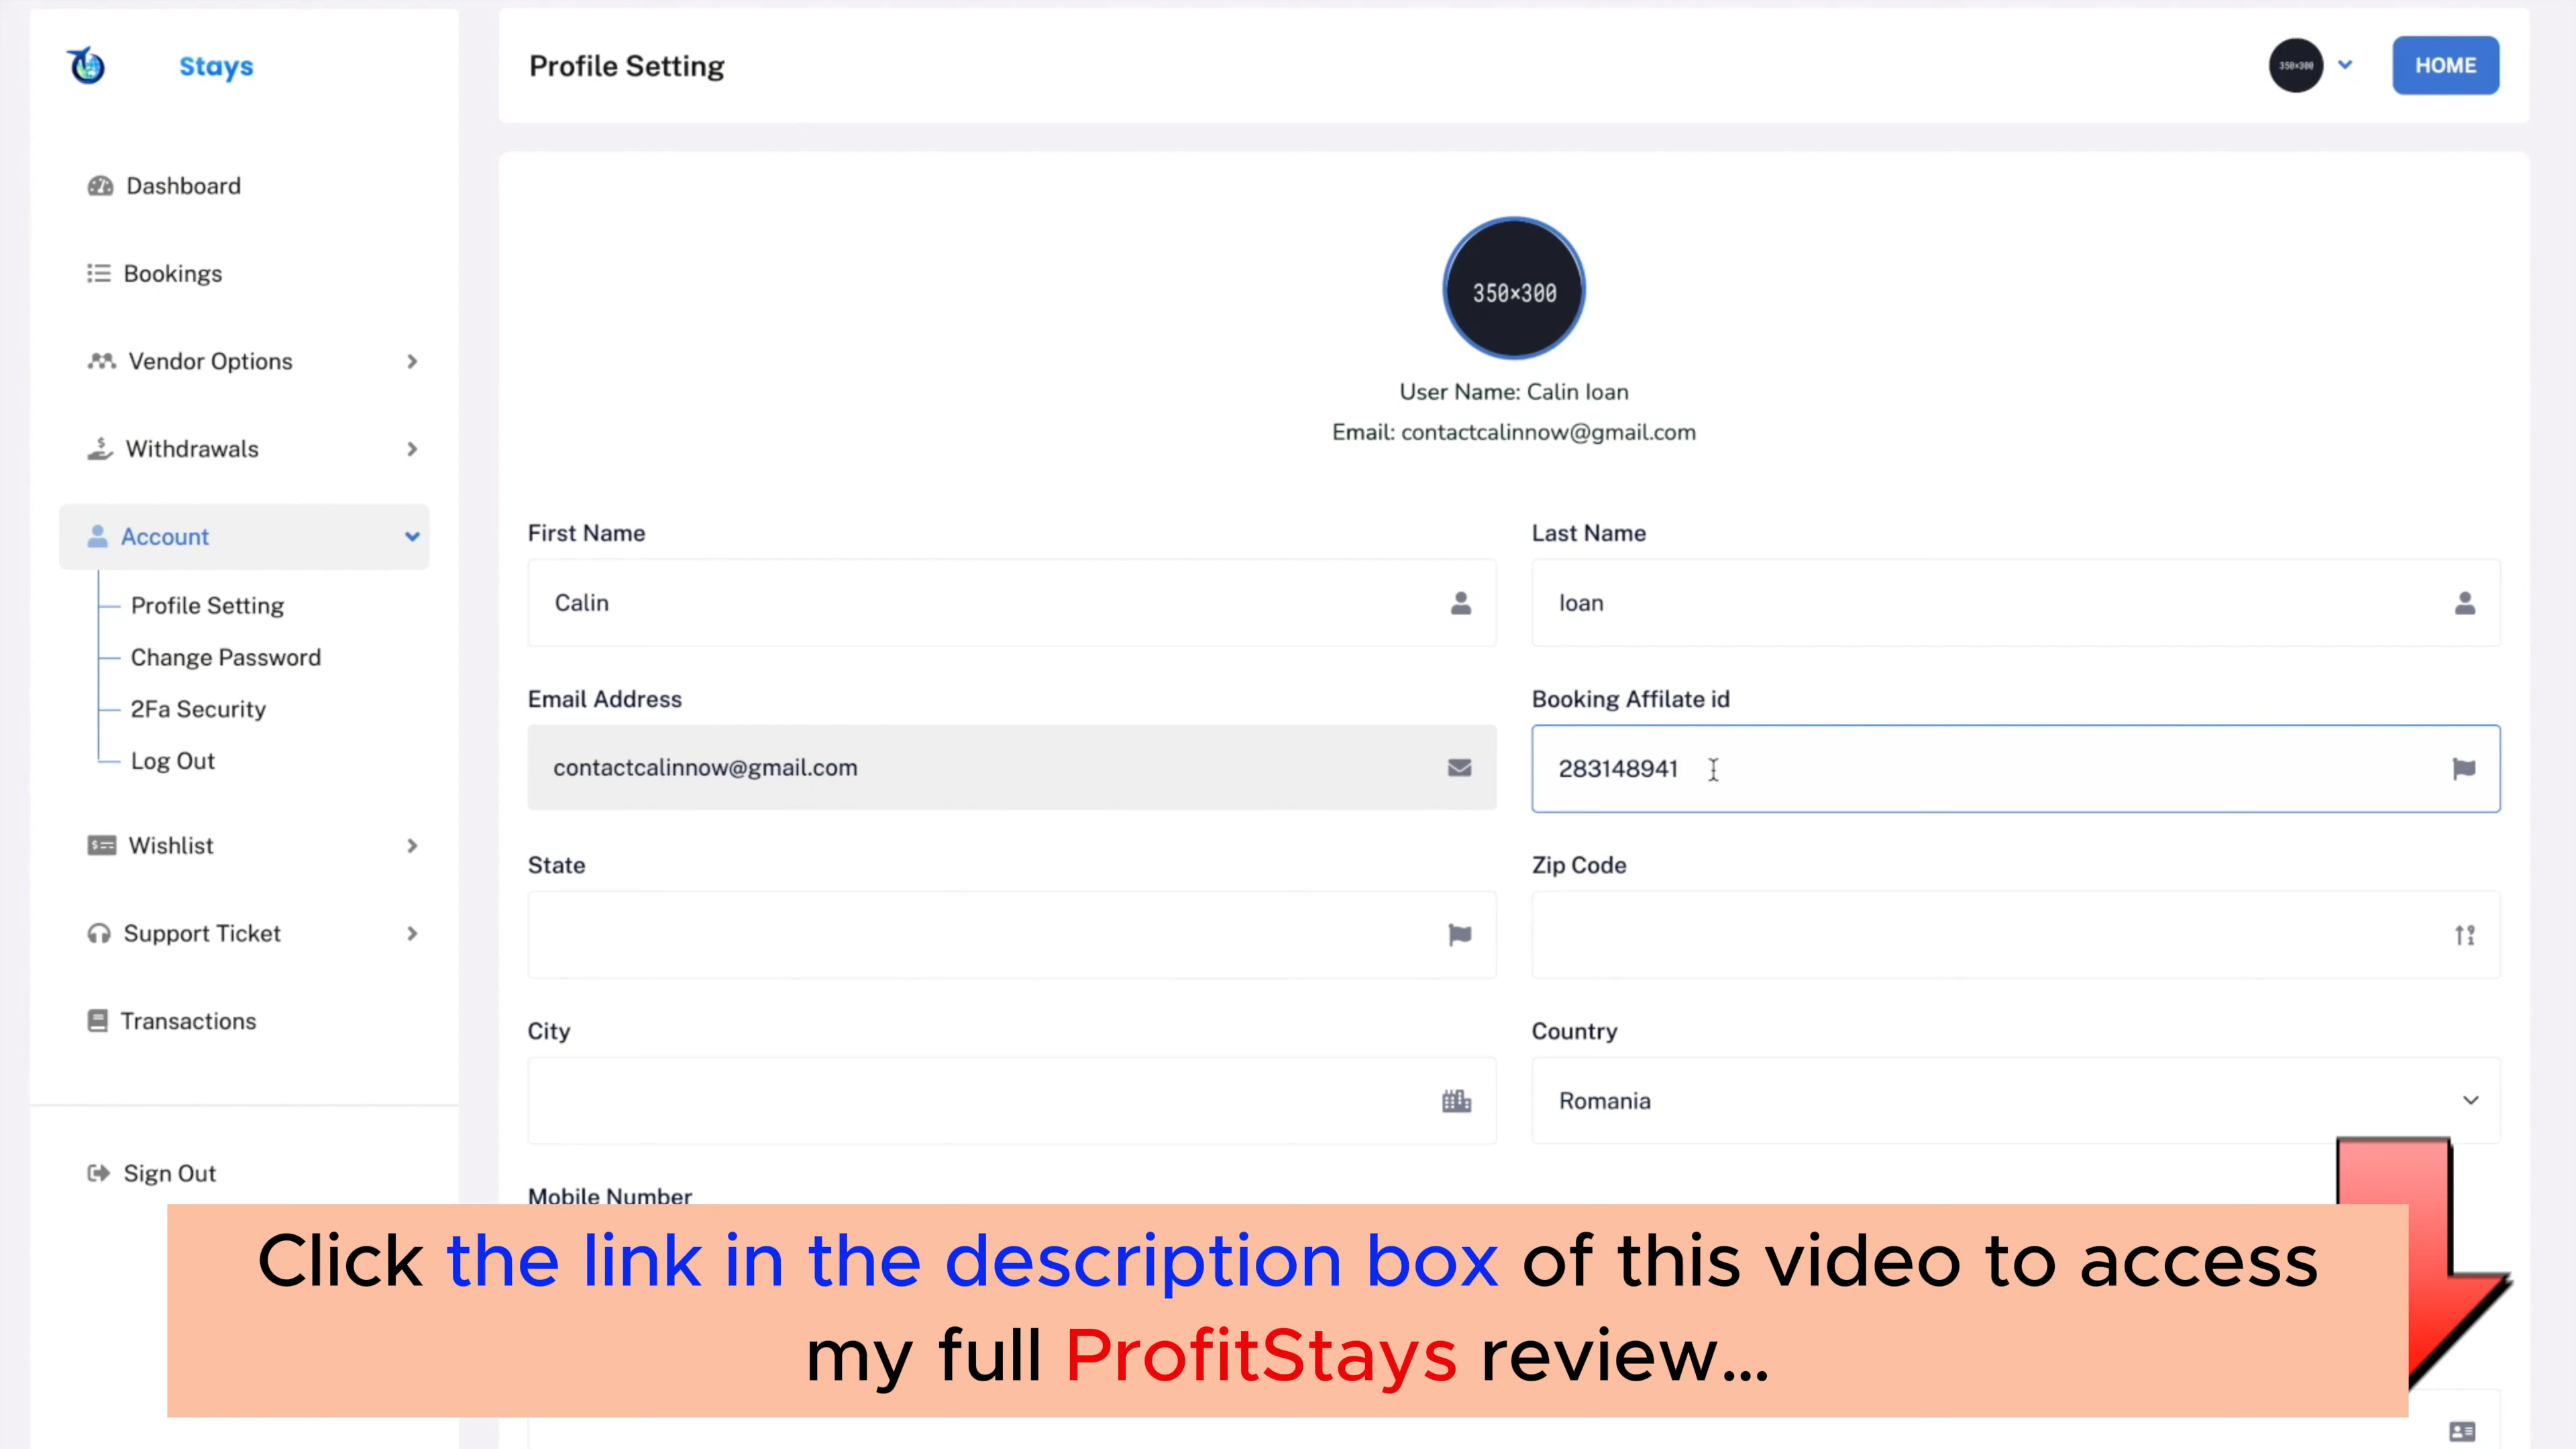 Stays
Profile Setting
350×300
HOME
Dashboard
Bookings
Vendor Options
Withdrawals
Account
Profile Setting
Change Password
2Fa Security
Log Out
Wishlist
Support Ticket
Transactions
Sign Out
350×300
User Name: Calin Ioan
Email: contactcalinnow@gmail.com
First Name
Last Name
Calin
Ioan
Email Address
Booking Affilate id
contactcalinnow@gmail.com
283148941
State
Zip Code
City
Country
Romania
Mobile Number
Click the link in the description box of this video to access
my full ProfitStays review...